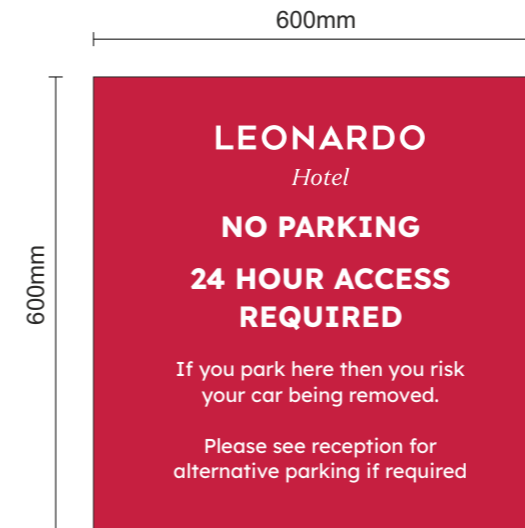 600mm
600mm
LEONARDO
Hotel
NO PARKING
24 HOUR ACCESS
REQUIRED
If you park here then you risk
your car being removed.
Please see reception for
alternative parking if required